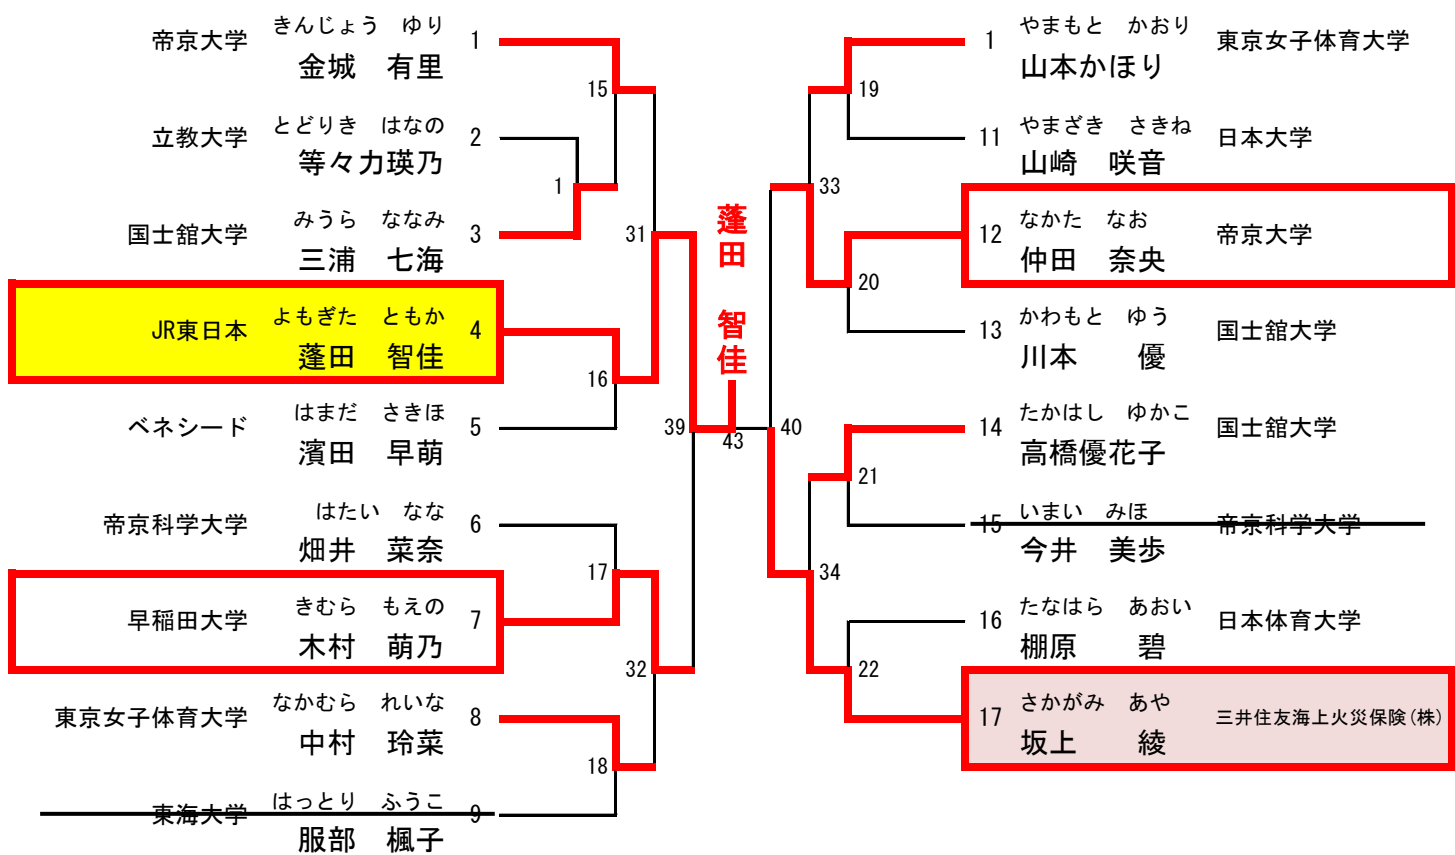 きんじょう　ゆり
帝京大学 1
金城　有里
とどりき　はなの
立教大学 2
等々力瑛乃
みうら　ななみ
国士舘大学 3
三浦　七海
よもぎた　ともか
JR東日本 4
蓬田　智佳
はまだ　さきほ
ベネシード 5
濱田　早萌
はたい　なな
帝京科学大学 6
畑井　菜奈
きむら　もえの
早稲田大学 7
木村　萌乃
なかむら　れいな
東京女子体育大学 8
中村　玲菜
はっとり　ふうこ
東海大学 9
服部　楓子
15
1
31
16
39
17
32
18
蓬田　智佳
43
19
33
20
40
21
34
22
やまもと　かおり
1 東京女子体育大学
山本かほり
やまざき　さきね
11 日本大学
山崎　咲音
なかた　なお
12 帝京大学
仲田　奈央
かわもと　ゆう
13 国士舘大学
川本　優
たかはし　ゆかこ
14 国士舘大学
高橋優花子
いまい　みほ
15 帝京科学大学
今井　美歩
たなはら　あおい
16 日本体育大学
棚原　碧
さかがみ　あや
17 三井住友海上火災保険(株)
坂上　綾